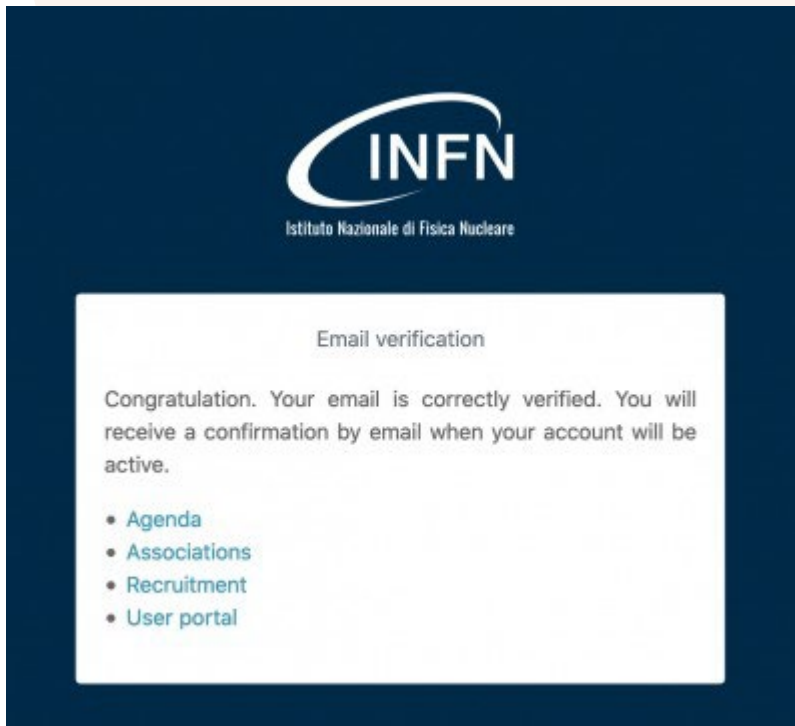 INFN
Istituto Nazionale di Fisica Nucleare
Email verification
Congratulation. Your email is correctly verified. You will
receive a confirmation by email when your account will be
active.
• Agenda
• Associations
• Recruitment
• User portal